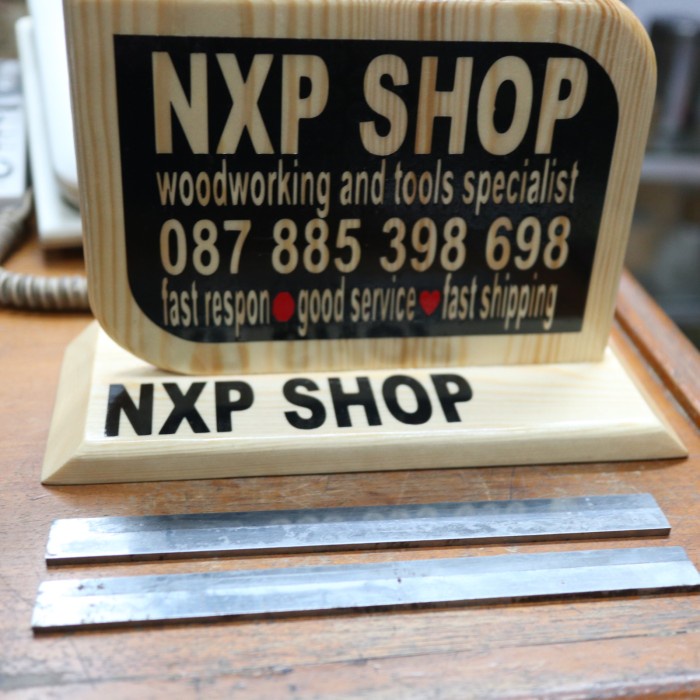 NXP SHOP
woodworking and tools specialist
087 885 398 698
fast respon good service fast shipping
NXP SHOP